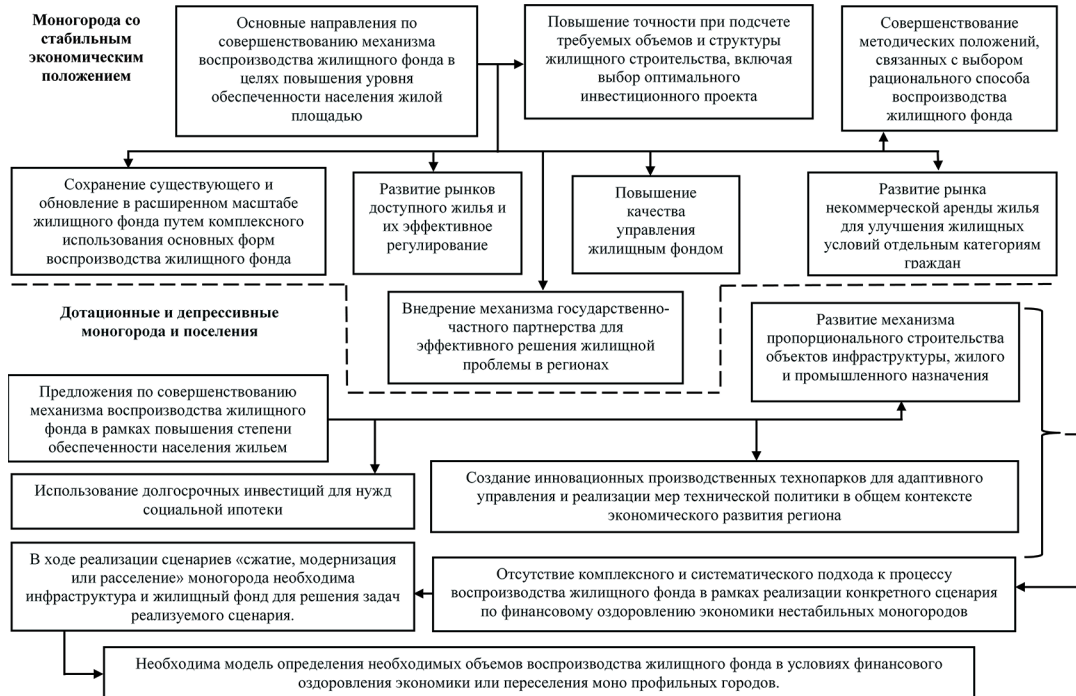 Моногорода со
стабильным
экономическим
положением
Основные направления по
совершенствованию механизма
воспроизводства жилищного фонда в
целях повышения уровня
обеспеченности населения жилой
площадью
Повышение точности при подсчете
требуемых объемов и структуры
жилищного строительства, включая
выбор оптимального
инвестиционного проекта
Совершенствование
методических положений,
связанных с выбором
рационального способа
воспроизводства
жилищного фонда
Сохранение существующего и
обновление в расширенном масштабе
жилищного фонда путем комплексного
использования основных форм
воспроизводства жилищного фонда
Развитие рынков
доступного жилья и
их эффективное
регулирование
Повышение
качества
управления
жилищным фондом
Развитие рынка
некоммерческой аренды жилья
для улучшения жилищных
условий отдельным категориям
граждан
Внедрение механизма государственно-
частного партнерства для
эффективного решения жилищной
проблемы в регионах
Дотационные и депрессивные
моногорода и поселения
Развитие механизма
пропорционального строительства
объектов инфраструктуры, жилого
и промышленного назначения
Предложения по совершенствованию
механизма воспроизводства жилищного
фонда в рамках повышения степени
обеспеченности населения жильем
Использование долгосрочных инвестиций для нужд
социальной ипотеки
Создание инновационных производственных технопарков для адаптивного
управления и реализации мер технической политики в общем контексте
экономического развития региона
В ходе реализации сценариев «сжатие, модернизация
или расселение» моногорода необходима
инфраструктура и жилищный фонд для решения задач
реализуемого сценария.
Отсутствие комплексного и систематического подхода к процессу
воспроизводства жилищного фонда в рамках реализации конкретного сценария
по финансовому оздоровлению экономики нестабильных моногородов
Необходима модель определения необходимых объемов воспроизводства жилищного фонда в условиях финансового
оздоровления экономики или переселения моно профильных городов.